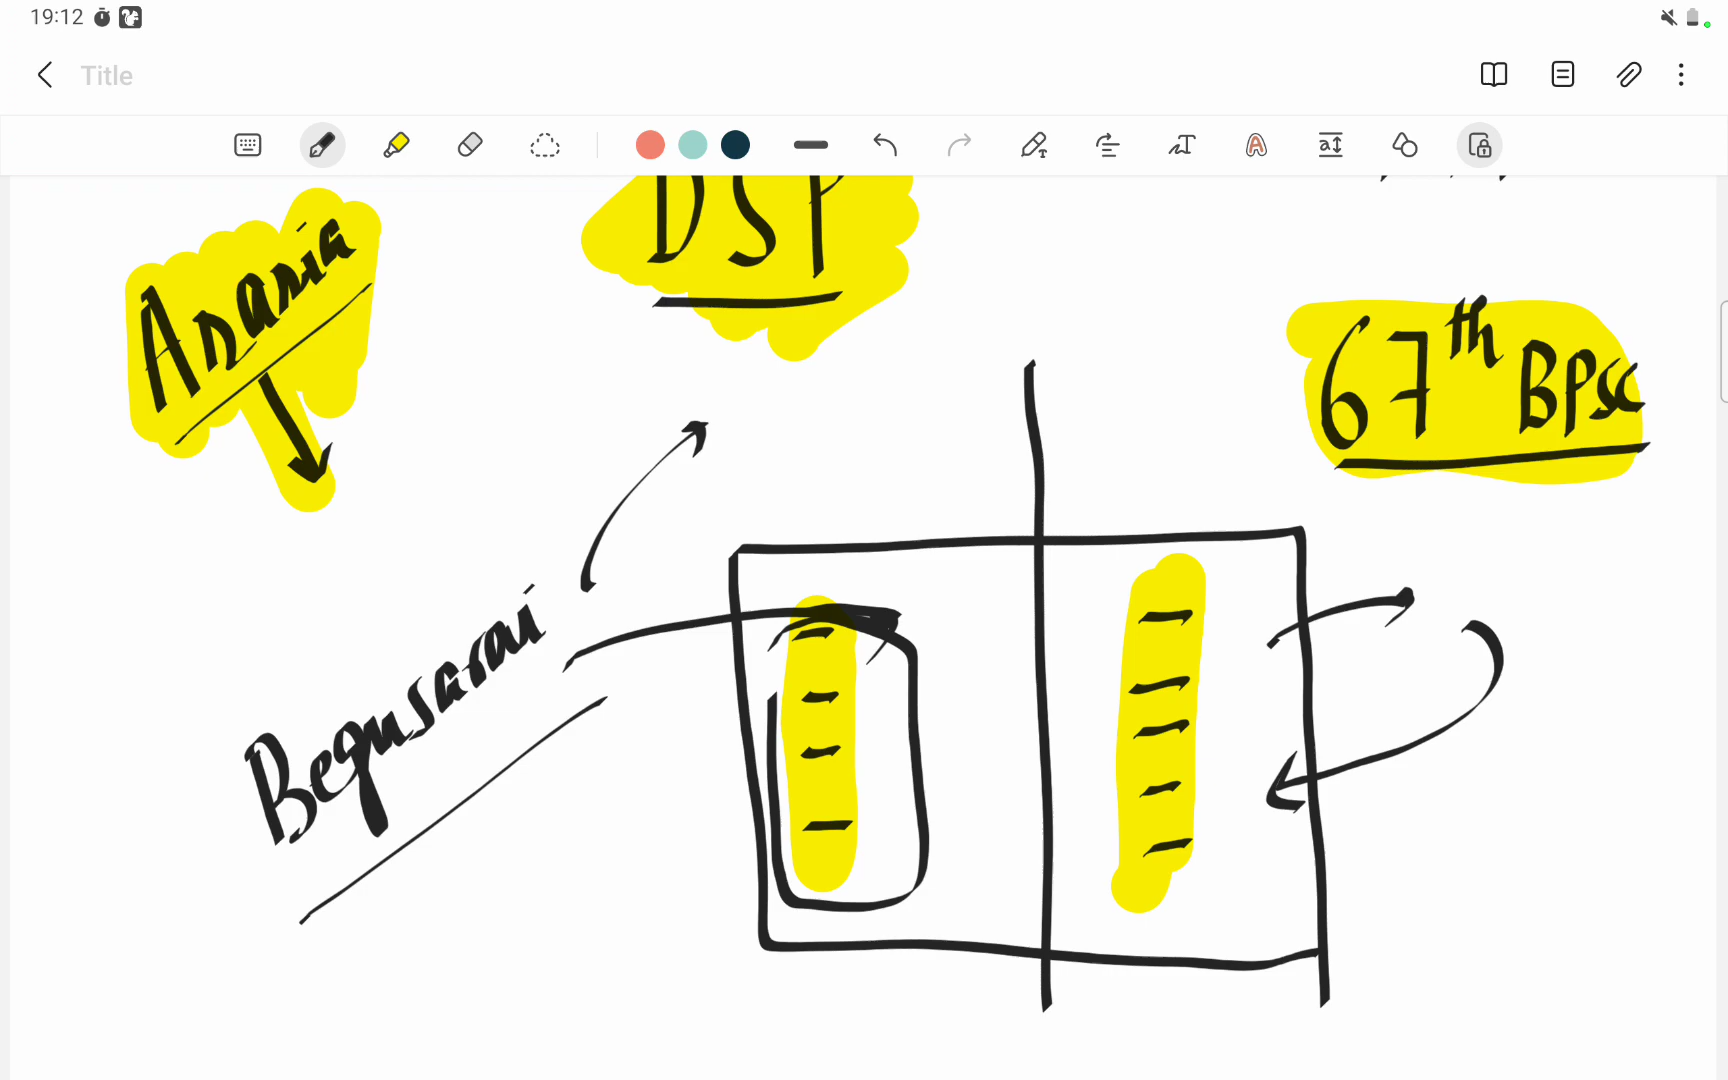 19:12
Title
DSP
Anania
67th BPSC
Begusarai